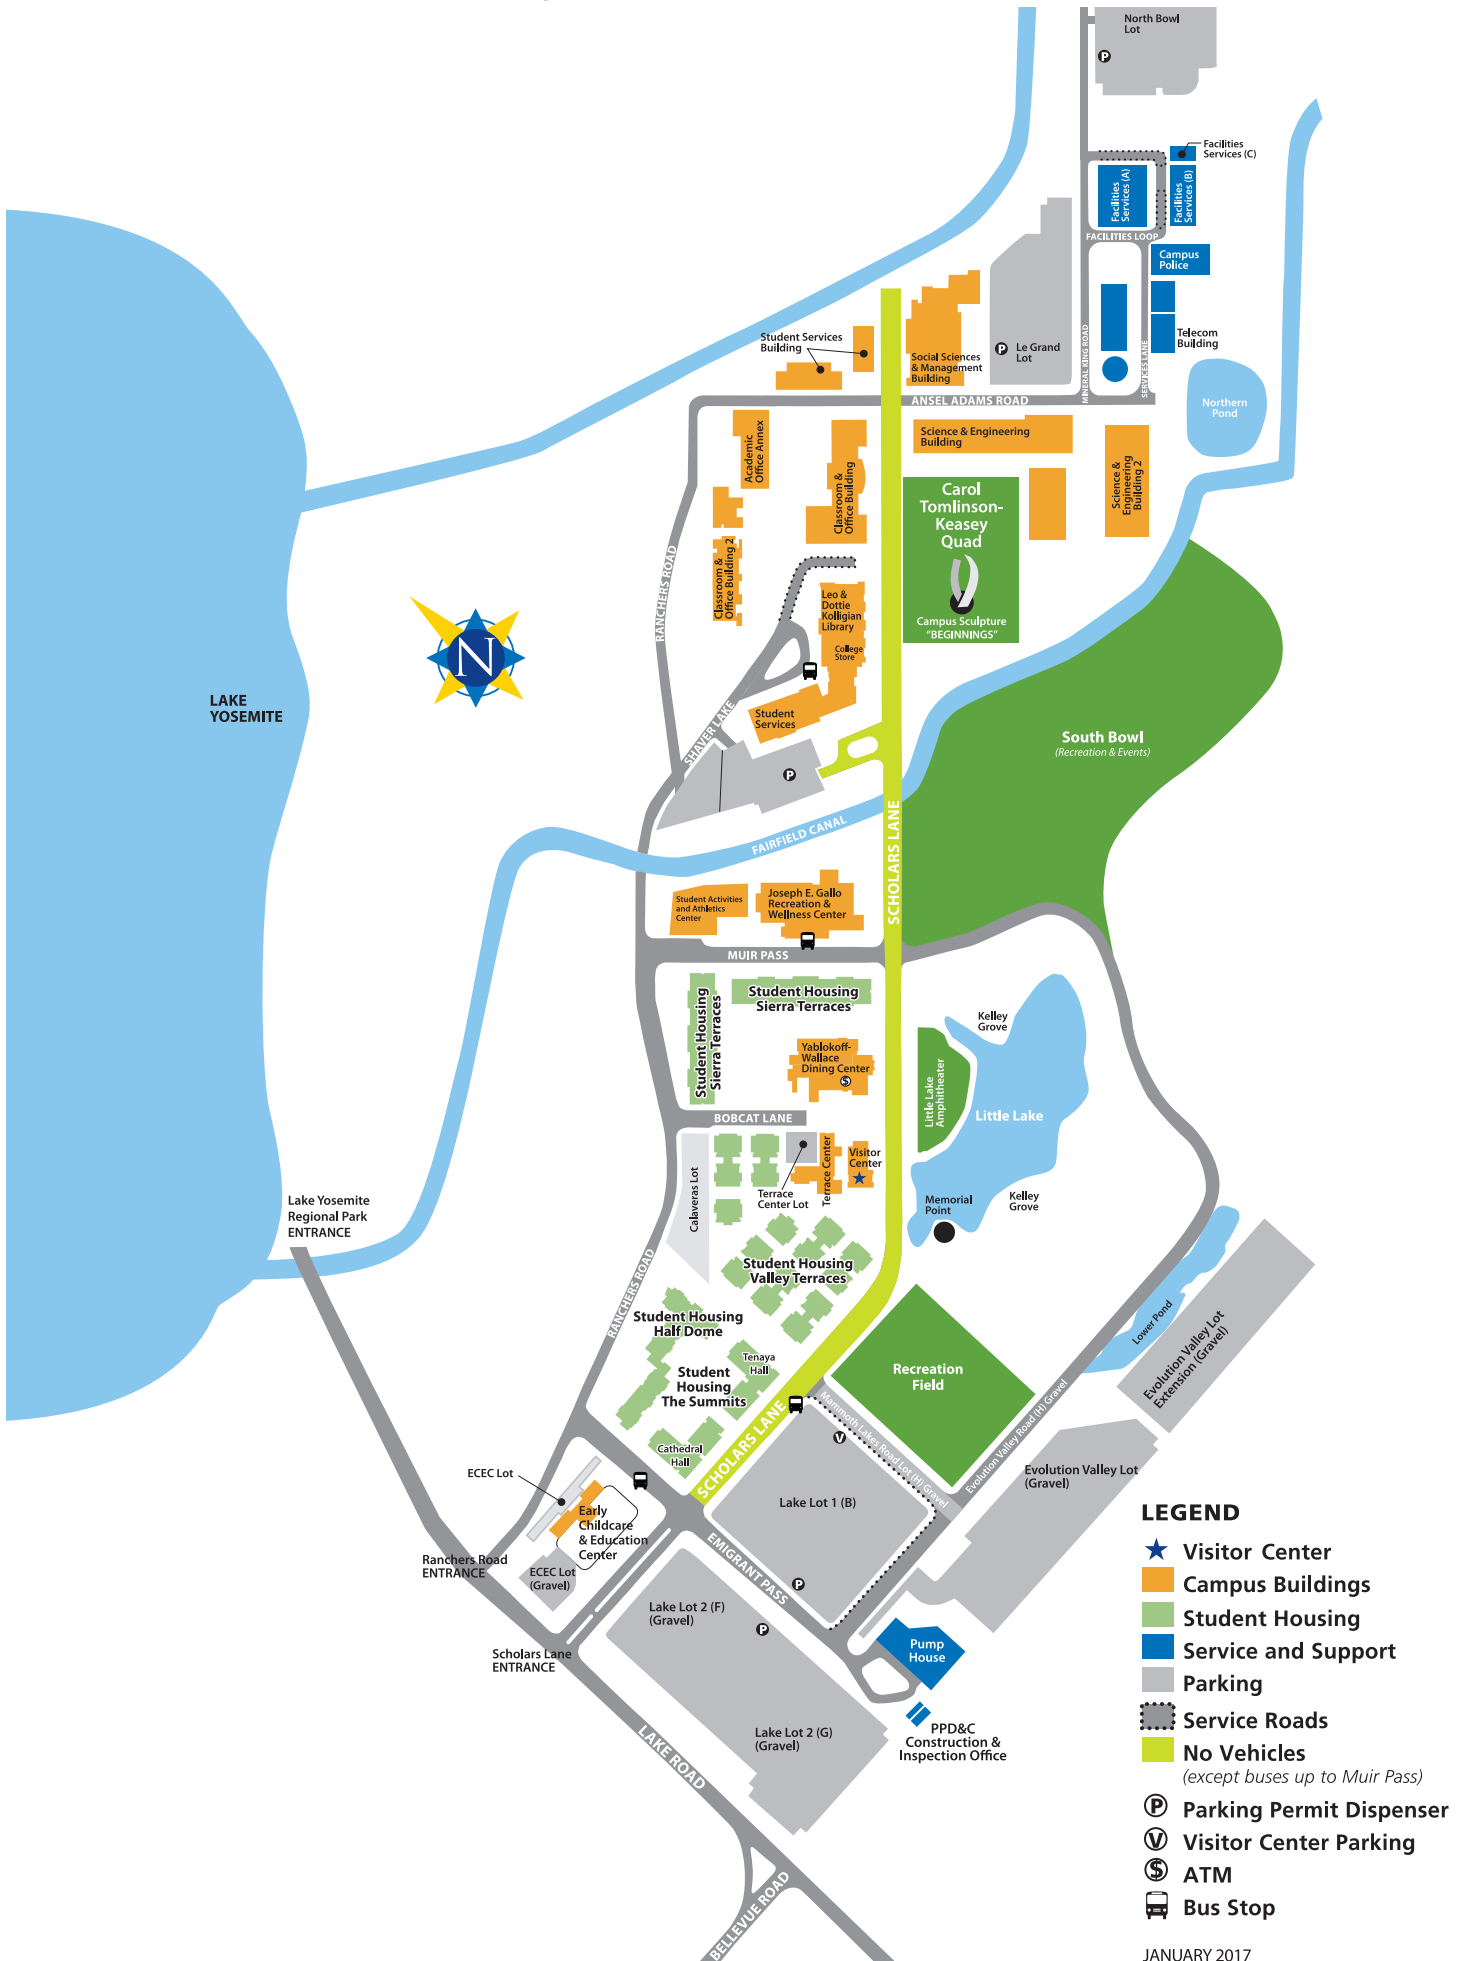 North Bowl
Lot
P
Facilities
Services (C)
Facilities
Services (A)
Facilities
Services (B)
FACILITIES LOOP
Campus
Police
Telecom
Building
MINERAL KING ROAD
SERVICES LANE
Northern
Pond
Student Services
Building
Social Sciences
& Management
Building
P
Le Grand
Lot
ANSEL ADAMS ROAD
Academic
Office Annex
Classroom &
Office Building
Science & Engineering
Building
Science &
Engineering
Building 2
Carol
Tomlinson-
Keasey
Quad
Campus Sculpture
"BEGINNINGS"
Classroom &
Office Building 2
RANCHERS ROAD
Leo &
Dottie
Kolligian
Library
College
Store
N
LAKE
YOSEMITE
Student
Services
SHAVER LAKE
P
South Bowl
(Recreation & Events)
FAIRFIELD CANAL
SCHOLARS LANE
Student Activities
and Athletics
Center
Joseph E. Gallo
Recreation &
Wellness Center
MUIR PASS
Student Housing
Sierra Terraces
Student Housing
Sierra Terraces
Yablokoff-
Wallace
Dining Center
$
Kelley
Grove
Little Lake
Amphitheater
Little Lake
BOBCAT LANE
Calaveras Lot
Terrace
Center Lot
Terrace Center
Visitor
Center
Memorial
Point
Kelley
Grove
Lake Yosemite
Regional Park
ENTRANCE
RANCHERS ROAD
Student Housing
Valley Terraces
Student Housing
Half Dome
Tenaya
Hall
Student
Housing
The Summits
Cathedral
Hall
SCHOLARS LANE
Recreation
Field
Lower Pond
Evolution Valley Lot
Extension (Gravel)
Mammoth Lakes Road Lot (H) Gravel
Evolution Valley Road (H) Gravel
V
Lake Lot 1 (B)
P
Evolution Valley Lot
(Gravel)
ECEC Lot
Early
Childcare
& Education
Center
Ranchers Road
ENTRANCE
ECEC Lot
(Gravel)
EMIGRANT PASS
Lake Lot 2 (F)
(Gravel)
P
Scholars Lane
ENTRANCE
Pump
House
PPD&C
Construction &
Inspection Office
Lake Lot 2 (G)
(Gravel)
LAKE ROAD
BELLEVUE ROAD
LEGEND
Visitor Center
Campus Buildings
Student Housing
Service and Support
Parking
Service Roads
No Vehicles
(except buses up to Muir Pass)
P Parking Permit Dispenser
V Visitor Center Parking
$ ATM
Bus Stop
JANUARY 2017